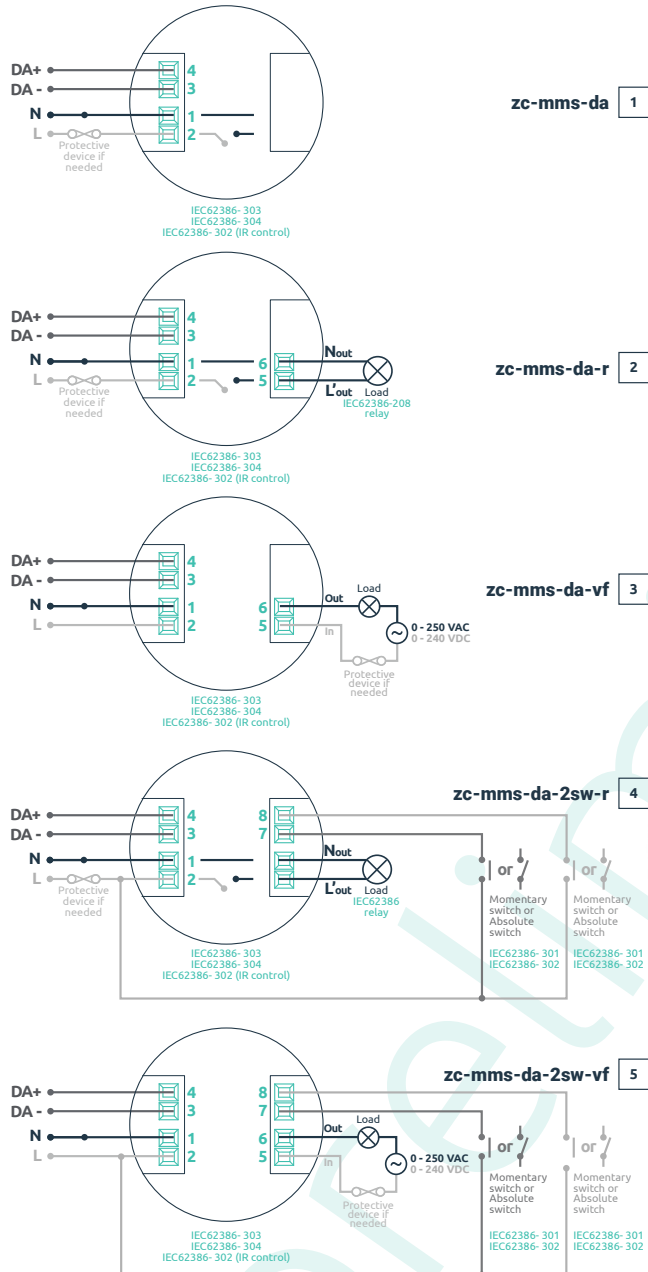 DA+
4
DA -
3
N
1
L
2
Protective
device if
needed
zc-mms-da
1
IEC62386- 303
IEC62386- 304
IEC62386- 302 (IR control)
DA+
4
DA -
3
N
1
6
Nout
L
2
5
L'out
Load
IEC62386-208
relay
Protective
device if
needed
zc-mms-da-r
2
IEC62386- 303
IEC62386- 304
IEC62386- 302 (IR control)
DA+
4
DA -
3
N
1
6
Out
Load
L
2
5
In
0 - 250 VAC
0 - 240 VDC
Protective
device if
needed
zc-mms-da-vf
3
IEC62386- 303
IEC62386- 304
IEC62386- 302 (IR control)
zc-mms-da-2sw-r
4
DA+
4
8
DA -
3
7
N
1
Nout
L
2
L'out
Load
IEC62386
relay
Protective
device if
needed
or
Momentary
switch or
Absolute
switch
IEC62386- 301
IEC62386- 302
or
Momentary
switch or
Absolute
switch
IEC62386- 301
IEC62386- 302
IEC62386- 303
IEC62386- 304
IEC62386- 302 (IR control)
zc-mms-da-2sw-vf
5
DA+
4
8
DA -
3
7
N
1
6
Out
Load
L
2
5
In
0 - 250 VAC
0 - 240 VDC
Protective
device if
needed
or
Momentary
switch or
Absolute
switch
IEC62386- 301
IEC62386- 302
or
Momentary
switch or
Absolute
switch
IEC62386- 301
IEC62386- 302
IEC62386- 303
IEC62386- 304
IEC62386- 302 (IR control)